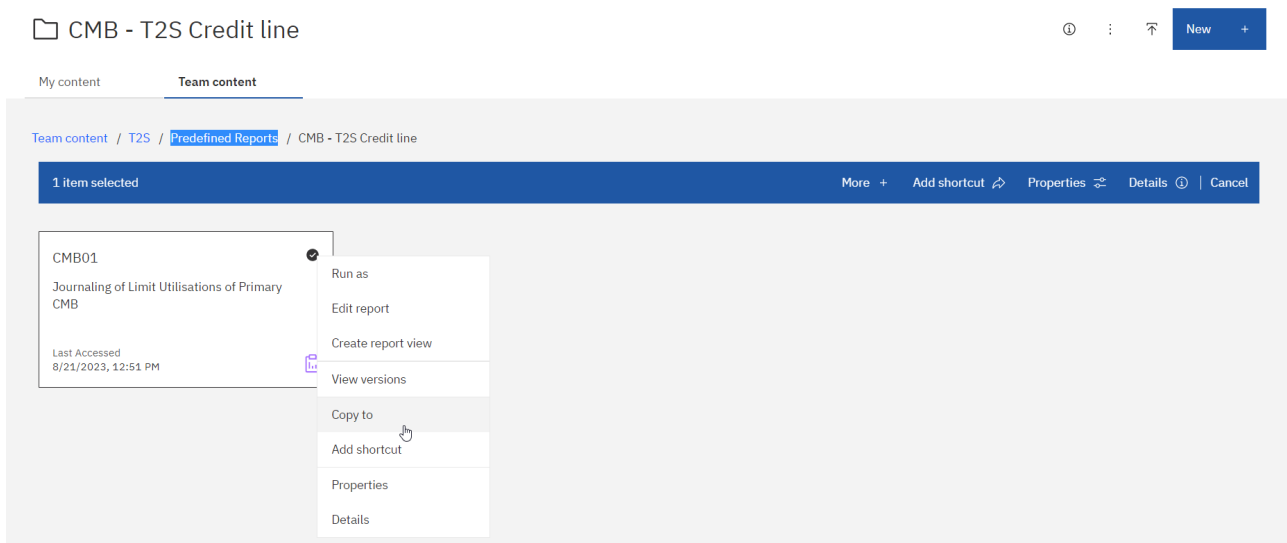 CMB - T2S Credit line
New +
My content
Team content
Team content / T2S / Predefined Reports / CMB - T2S Credit line
1 item selected
More +
Add shortcut
Properties
Details
Cancel
CMB01
Journaling of Limit Utilisations of Primary
CMB
Last Accessed
8/21/2023, 12:51 PM
Run as
Edit report
Create report view
View versions
Copy to
Add shortcut
Properties
Details